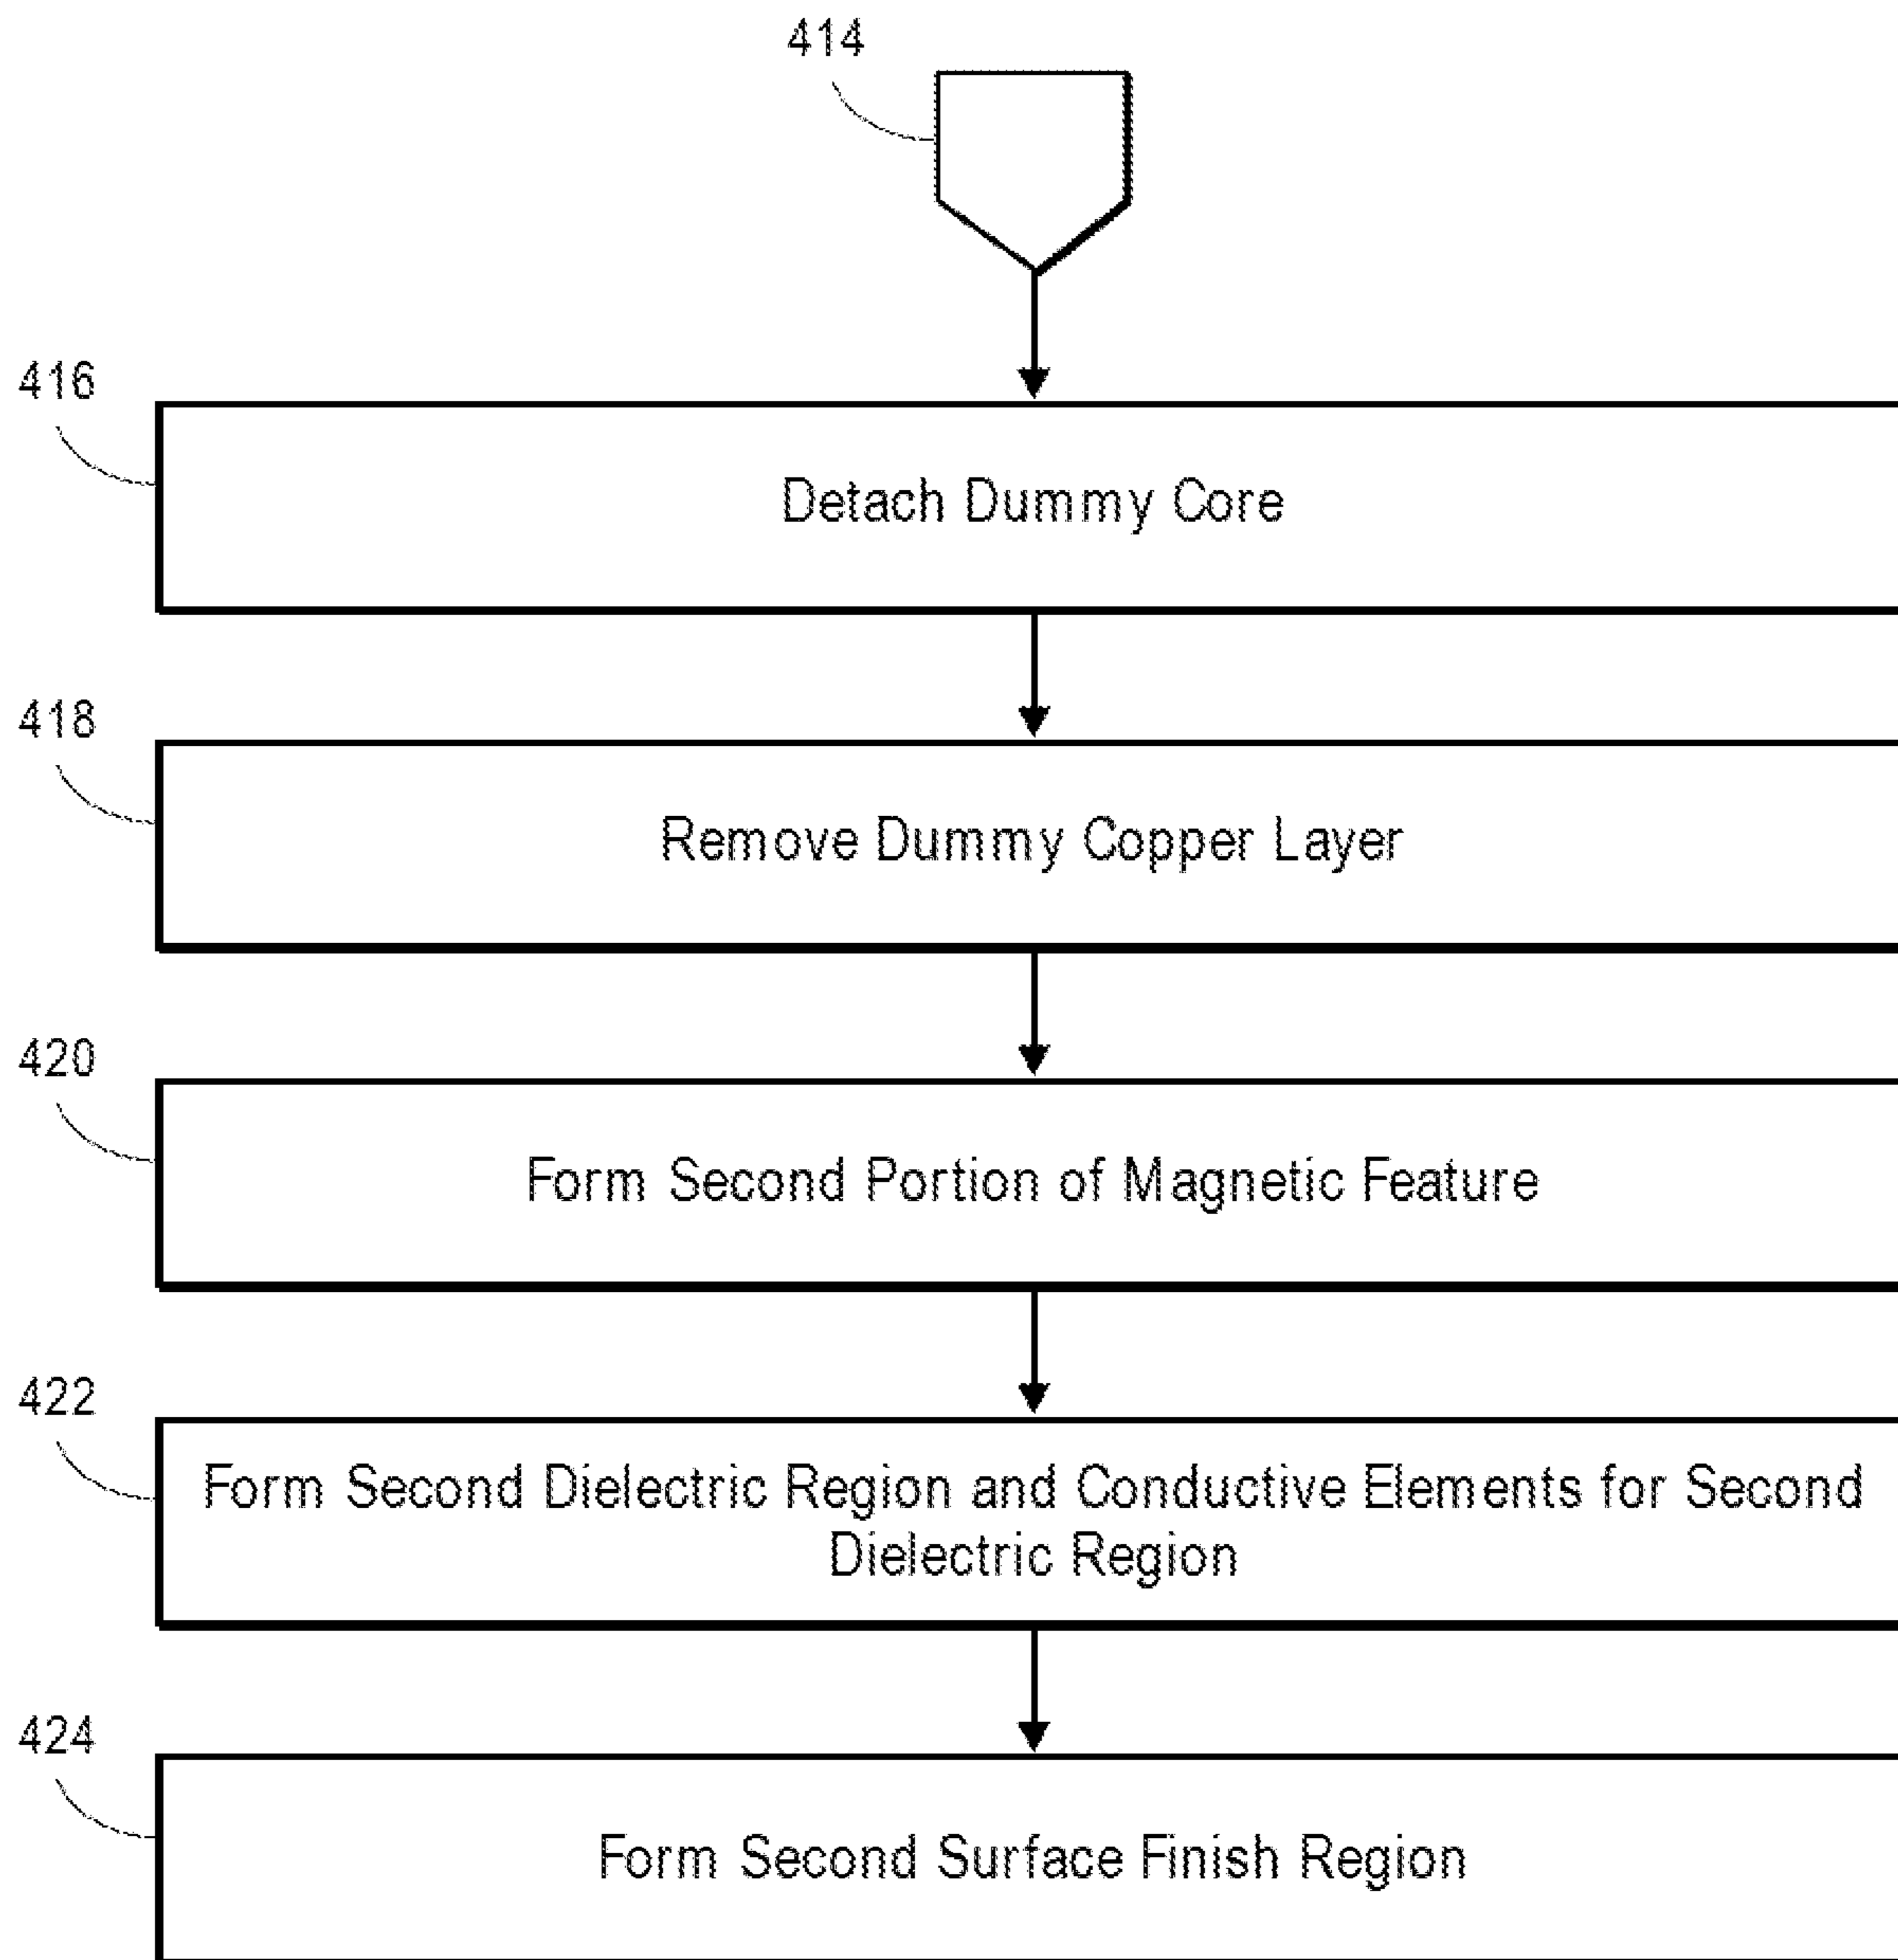 414
416
Detach Dummy Core
418
Remove Dummy Copper Layer
420
Form Second Portion of Magnetic Feature
422
Form Second Dielectric Region and Conductive Elements for Second
Dielectric Region
424
Form Second Surface Finish Region